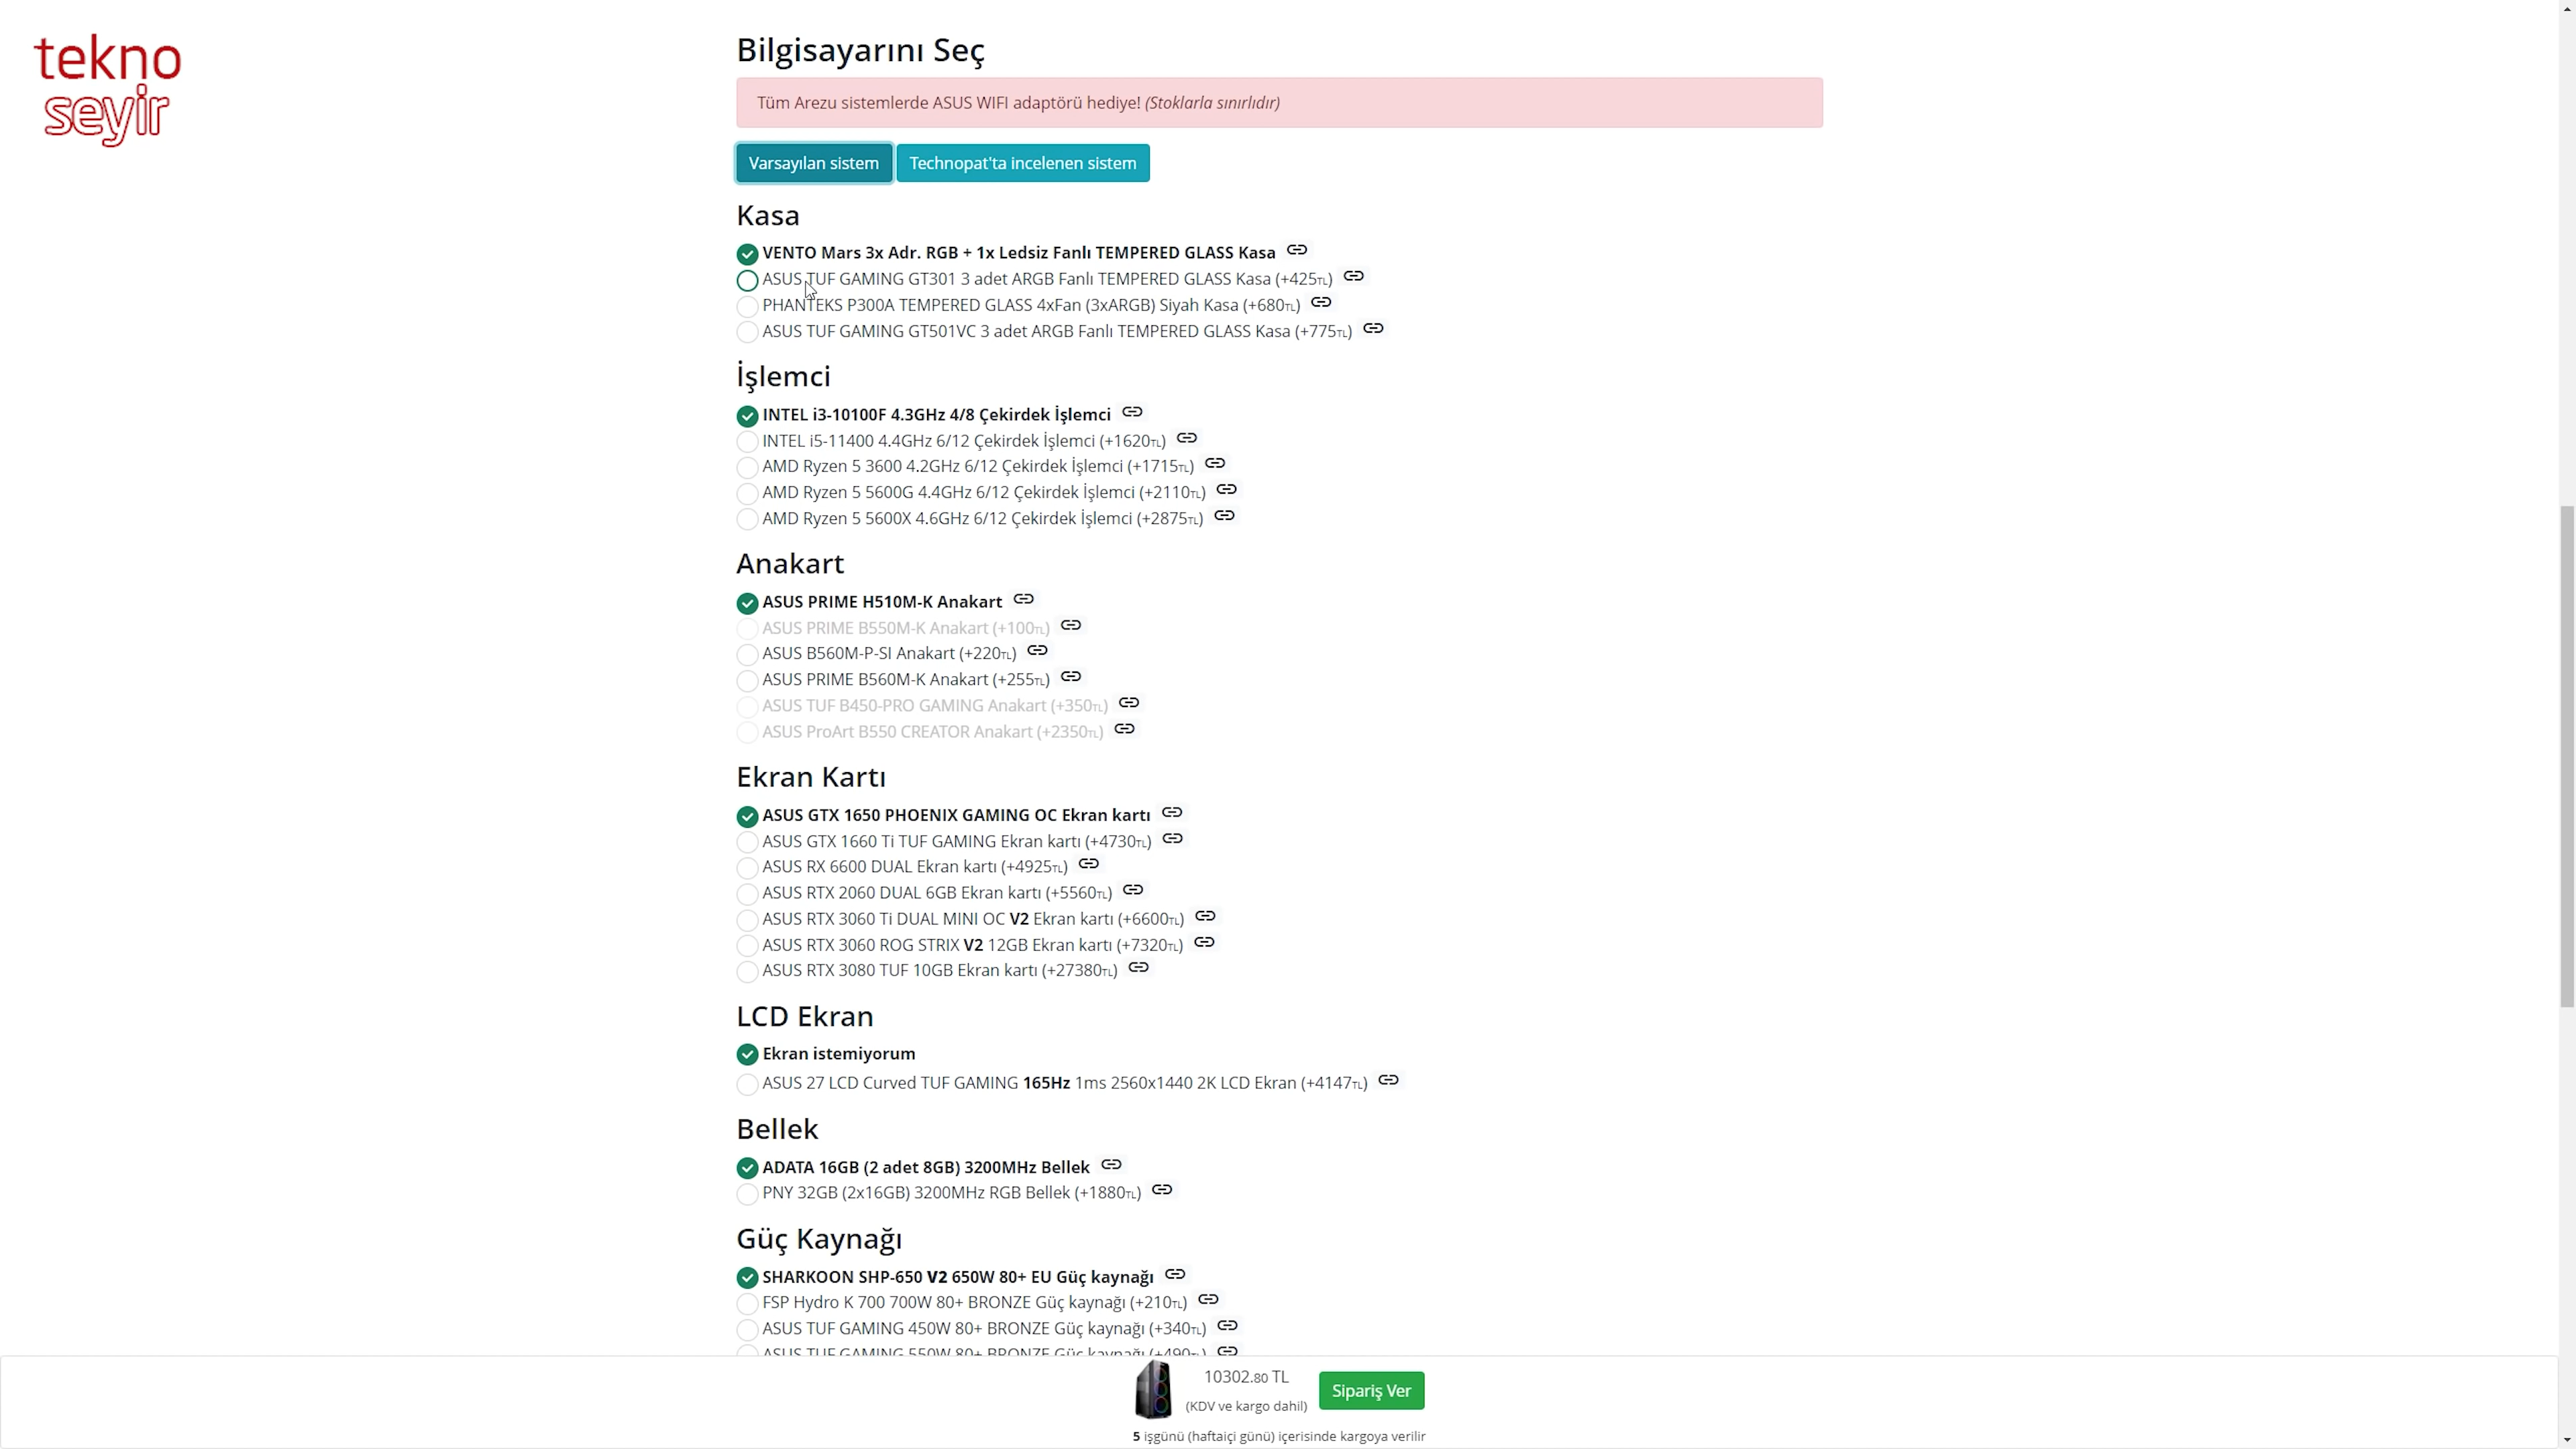 tekno
seyir
Bilgisayarını Seç
Tüm Arezu sistemlerde ASUS WIFI adaptörü hediye! (Stoklarla sınırlıdır)
Varsayılan sistem
Technopat'ta incelenen sistem
Kasa
VENTO Mars 3x Adr. RGB + 1x Ledsiz Fanlı TEMPERED GLASS Kasa
ASUS TUF GAMING GT301 3 adet ARGB Fanlı TEMPERED GLASS Kasa (+425TL)
PHANTEKS P300A TEMPERED GLASS 4xFan (3xARGB) Siyah Kasa (+680TL)
ASUS TUF GAMING GT501VC 3 adet ARGB Fanlı TEMPERED GLASS Kasa (+775TL)
İşlemci
INTEL i3-10100F 4.3GHz 4/8 Çekirdek İşlemci
INTEL i5-11400 4.4GHz 6/12 Çekirdek İşlemci (+1620TL)
AMD Ryzen 5 3600 4.2GHz 6/12 Çekirdek İşlemci (+1715TL)
AMD Ryzen 5 5600G 4.4GHz 6/12 Çekirdek İşlemci (+2110TL)
AMD Ryzen 5 5600X 4.6GHz 6/12 Çekirdek İşlemci (+2875TL)
Anakart
ASUS PRIME H510M-K Anakart
ASUS PRIME B550M-K Anakart (+100TL)
ASUS B560M-P-SI Anakart (+220TL)
ASUS PRIME B560M-K Anakart (+255TL)
ASUS TUF B450-PRO GAMING Anakart (+350TL)
ASUS ProArt B550 CREATOR Anakart (+2350TL)
Ekran Kartı
ASUS GTX 1650 PHOENIX GAMING OC Ekran kartı
ASUS GTX 1660 Ti TUF GAMING Ekran kartı (+4730TL)
ASUS RX 6600 DUAL Ekran kartı (+4925TL)
ASUS RTX 2060 DUAL 6GB Ekran kartı (+5560TL)
ASUS RTX 3060 Ti DUAL MINI OC V2 Ekran kartı (+6600TL)
ASUS RTX 3060 ROG STRIX V2 12GB Ekran kartı (+7320TL)
ASUS RTX 3080 TUF 10GB Ekran kartı (+27380TL)
LCD Ekran
Ekran istemiyorum
ASUS 27 LCD Curved TUF GAMING 165Hz 1ms 2560x1440 2K LCD Ekran (+4147TL)
Bellek
ADATA 16GB (2 adet 8GB) 3200MHz Bellek
PNY 32GB (2x16GB) 3200MHz RGB Bellek (+1880TL)
Güç Kaynağı
SHARKOON SHP-650 V2 650W 80+ EU Güç kaynağı
FSP Hydro K 700 700W 80+ BRONZE Güç kaynağı (+210TL)
ASUS TUF GAMING 450W 80+ BRONZE Güç kaynağı (+340TL)
ASUS TUF GAMING 550W 80+ BRONZE Güç kaynağı (+490TL)
10302.80 TL
(KDV ve kargo dahil)
Sipariş Ver
5 işgünü (haftaiçi günü) içerisinde kargoya verilir